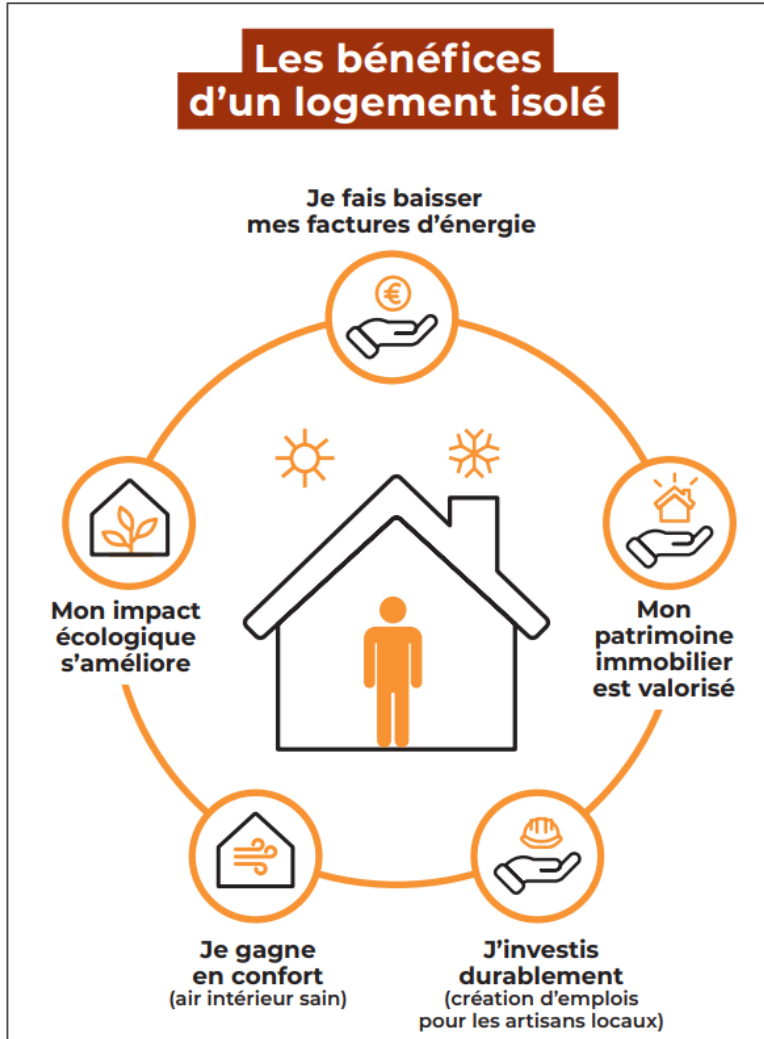 Les bénéfices
d'un logement isolé
Je fais baisser
mes factures d'énergie
Mon impact
écologique
s'améliore
Mon
patrimoine
immobilier
est valorisé
Je gagne
en confort
(air intérieur sain)
J'investis
durablement
(création d'emplois
pour les artisans locaux)